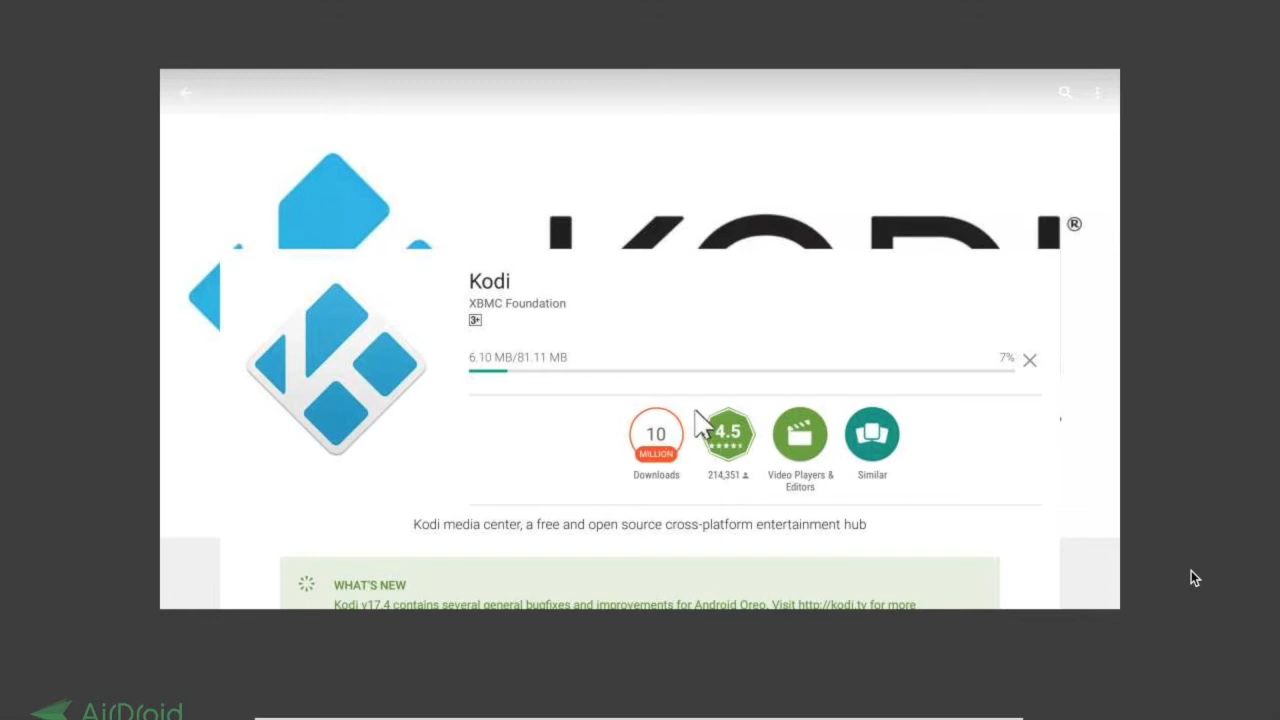 KODI®
Kodi
XBMC Foundation
3+
6.10 MB/81.11 MB 7%
10
MILLION
Downloads
4.5
214,351
Video Players &
Editors
Similar
Kodi media center, a free and open source cross-platform entertainment hub
WHAT'S NEW
Kodi v17.4 contains several general bugfixes and improvements for Android Oreo. Visit http://kodi.tv for more
AirDroid